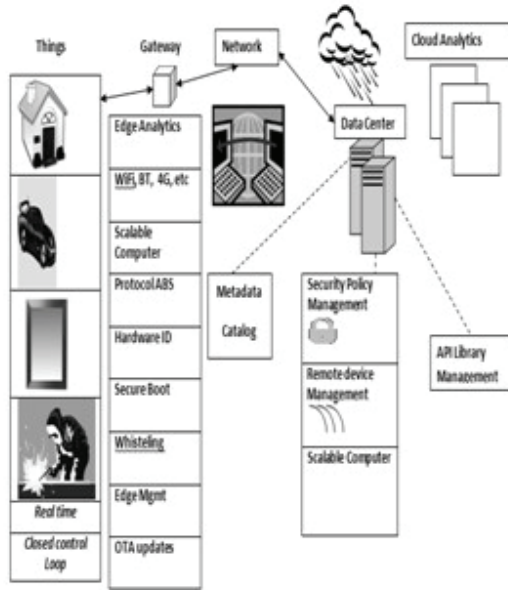 Things
Gateway
Network
Cloud Analytics
Data Center
Edge Analytics
WiFi, BT, 4G, etc
Scalable
Computer
Protocol ABS
Hardware ID
Secure Boot
Whisteling
Edge Mgmt
OTA updates
Real time
Closed control
Loop
Metadata
Catalog
Security Policy
Management
Remote device
Management
Scalable Computer
API Library
Management